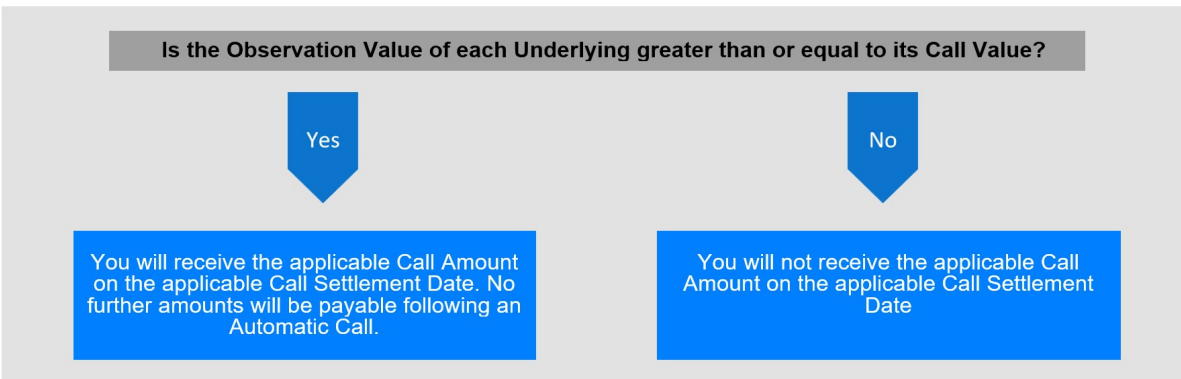 Is the Observation Value of each Underlying greater than or equal to its Call Value?
Yes
No
You will receive the applicable Call Amount
on the applicable Call Settlement Date. No
further amounts will be payable following an
Automatic Call.
You will not receive the applicable Call
Amount on the applicable Call Settlement
Date